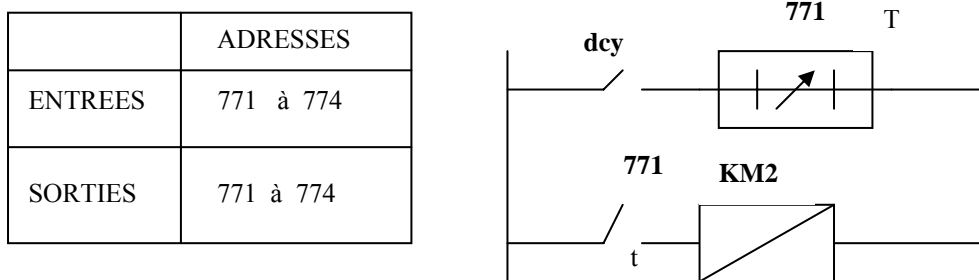 ADRESSES
ENTREES 771 à 774
SORTIES 771 à 774
771 T
dcy
771 KM2
t